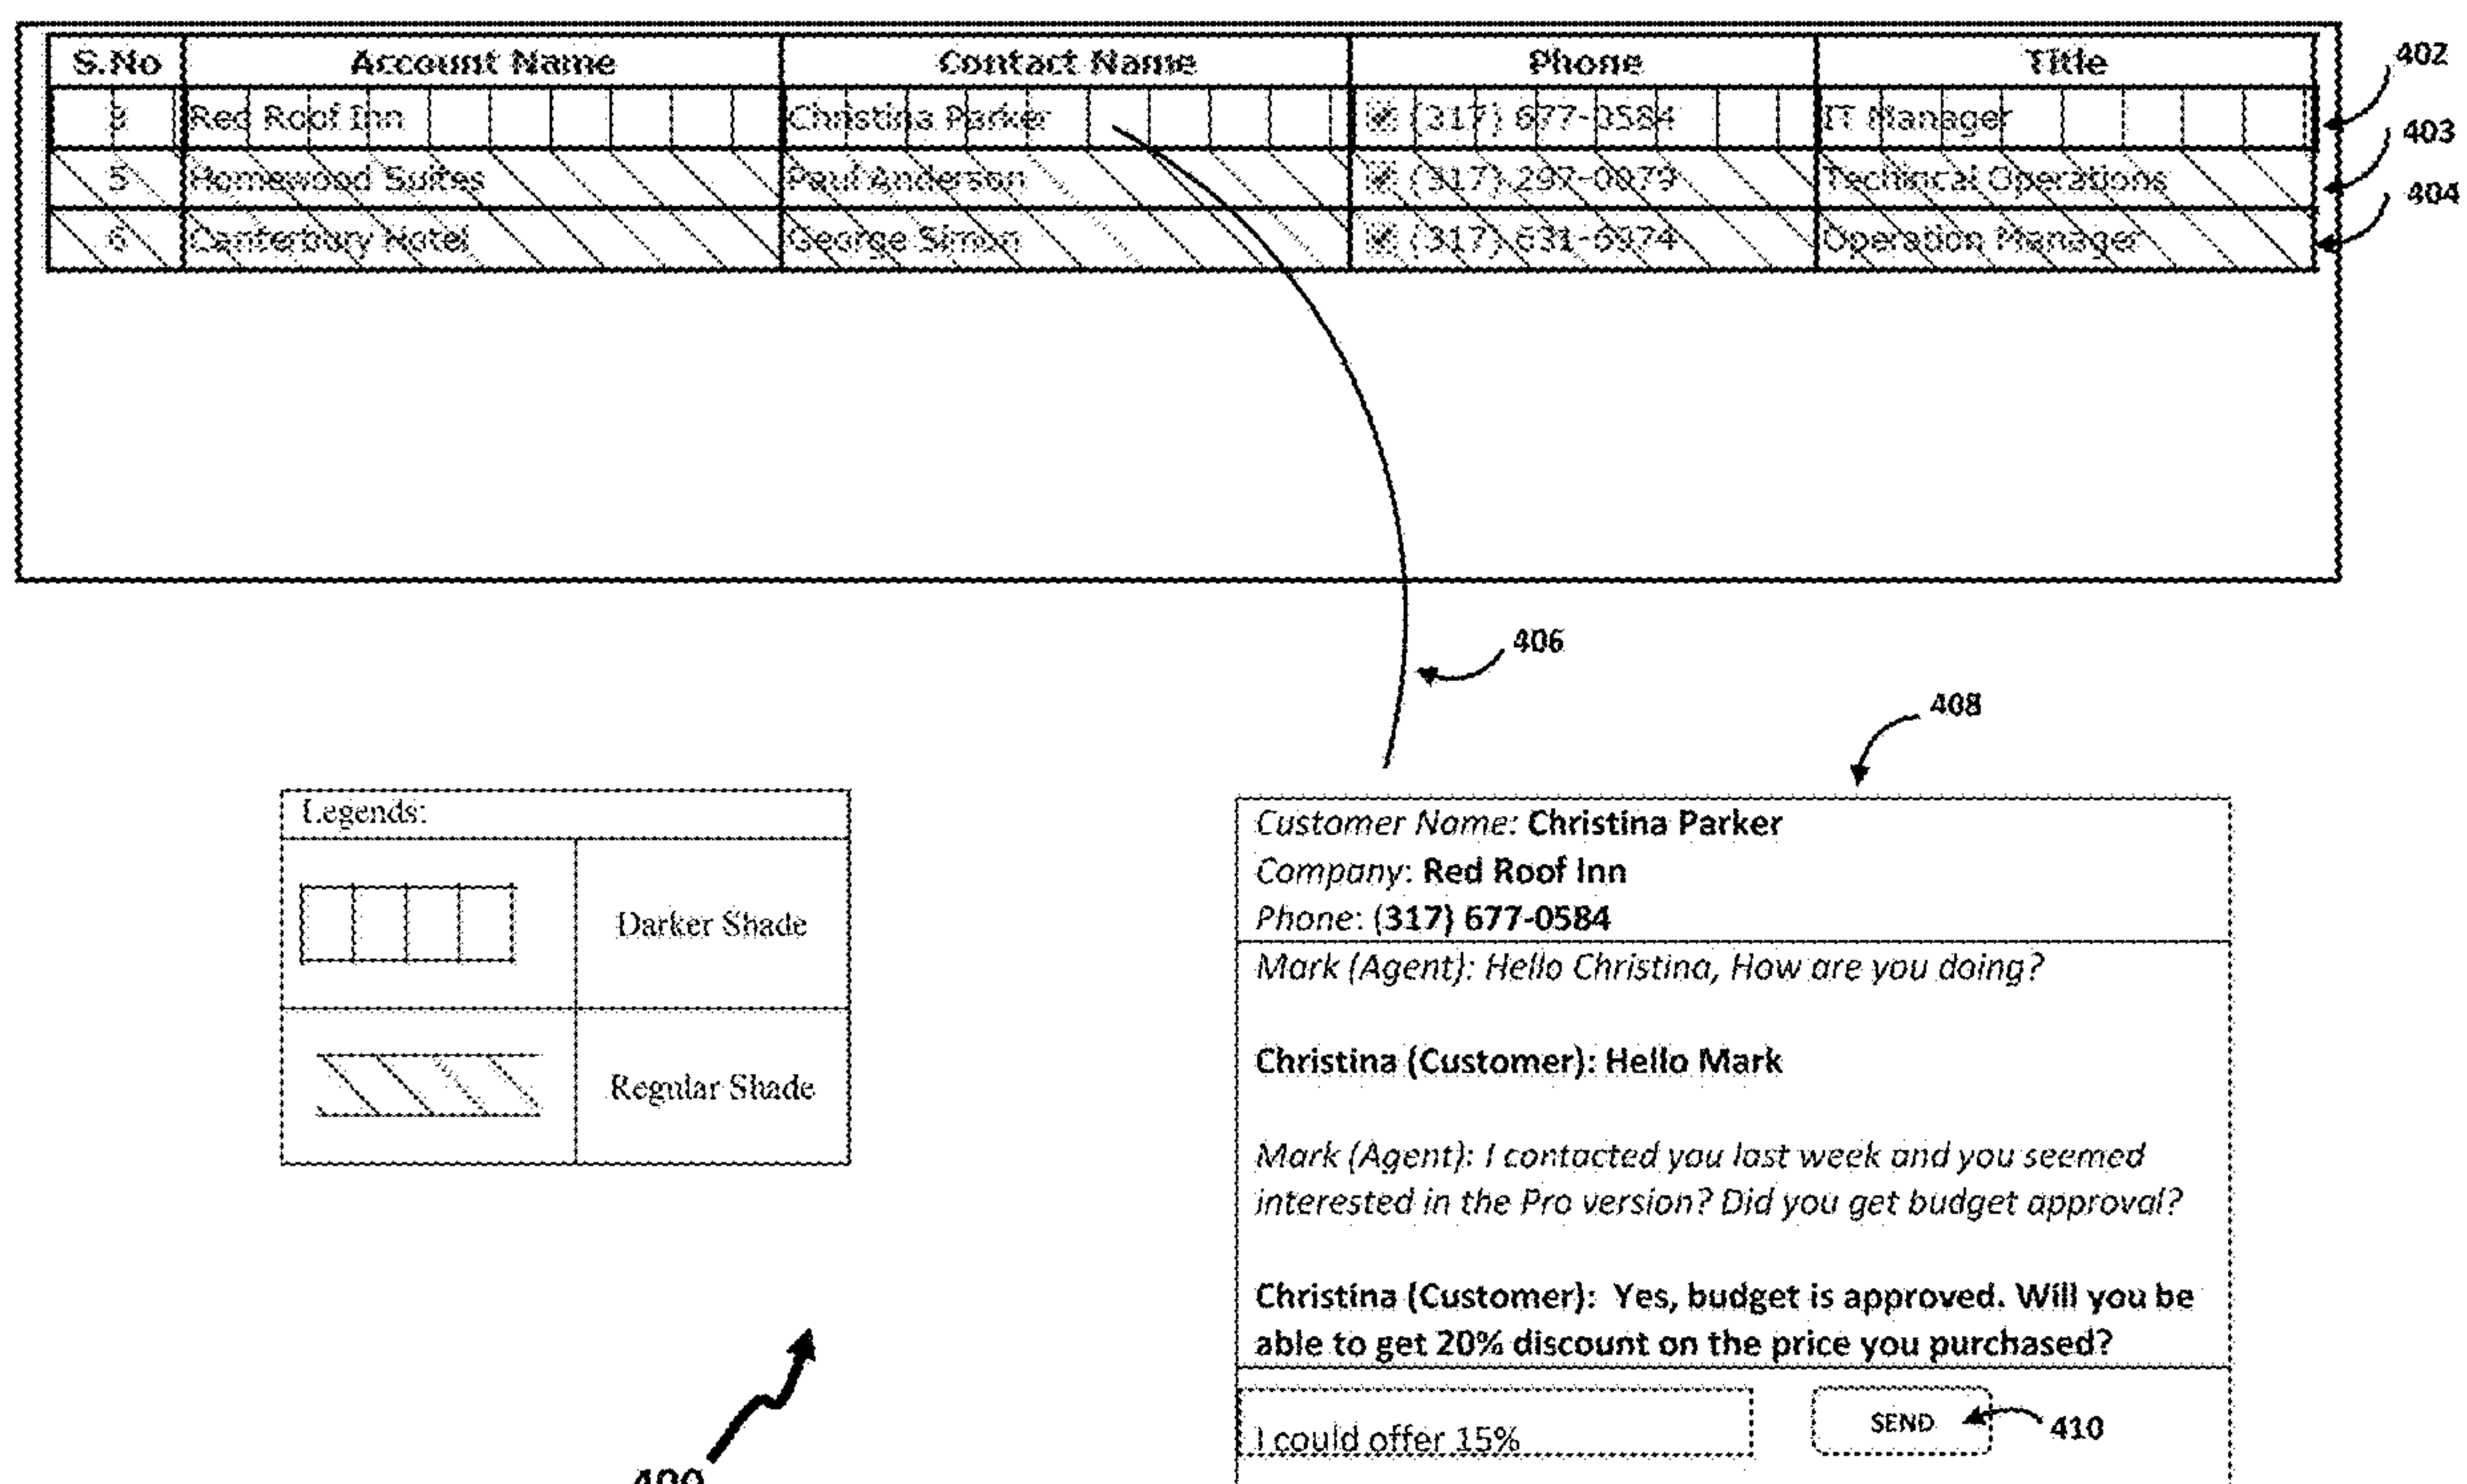 S.No Account Name Contact Name Phone Title
3 Red Roof Inn Christina Parker (317) 677-0584 IT Manager
5 Homewood Suites Paul Anderson (317) 297-0079 Techincal Operations
6 Canterbury Hotel George Simon (317) 631-6974 Operation Manager
402
403
404
406
408
Legends:
Darker Shade
Regular Shade
Customer Name: Christina Parker
Company: Red Roof Inn
Phone: (317) 677-0584
Mark (Agent): Hello Christina, How are you doing?
Christina (Customer): Hello Mark
Mark (Agent): I contacted you last week and you seemed
interested in the Pro version? Did you get budget approval?
Christina (Customer): Yes, budget is approved. Will you be
able to get 20% discount on the price you purchased?
I could offer 15%
SEND
410